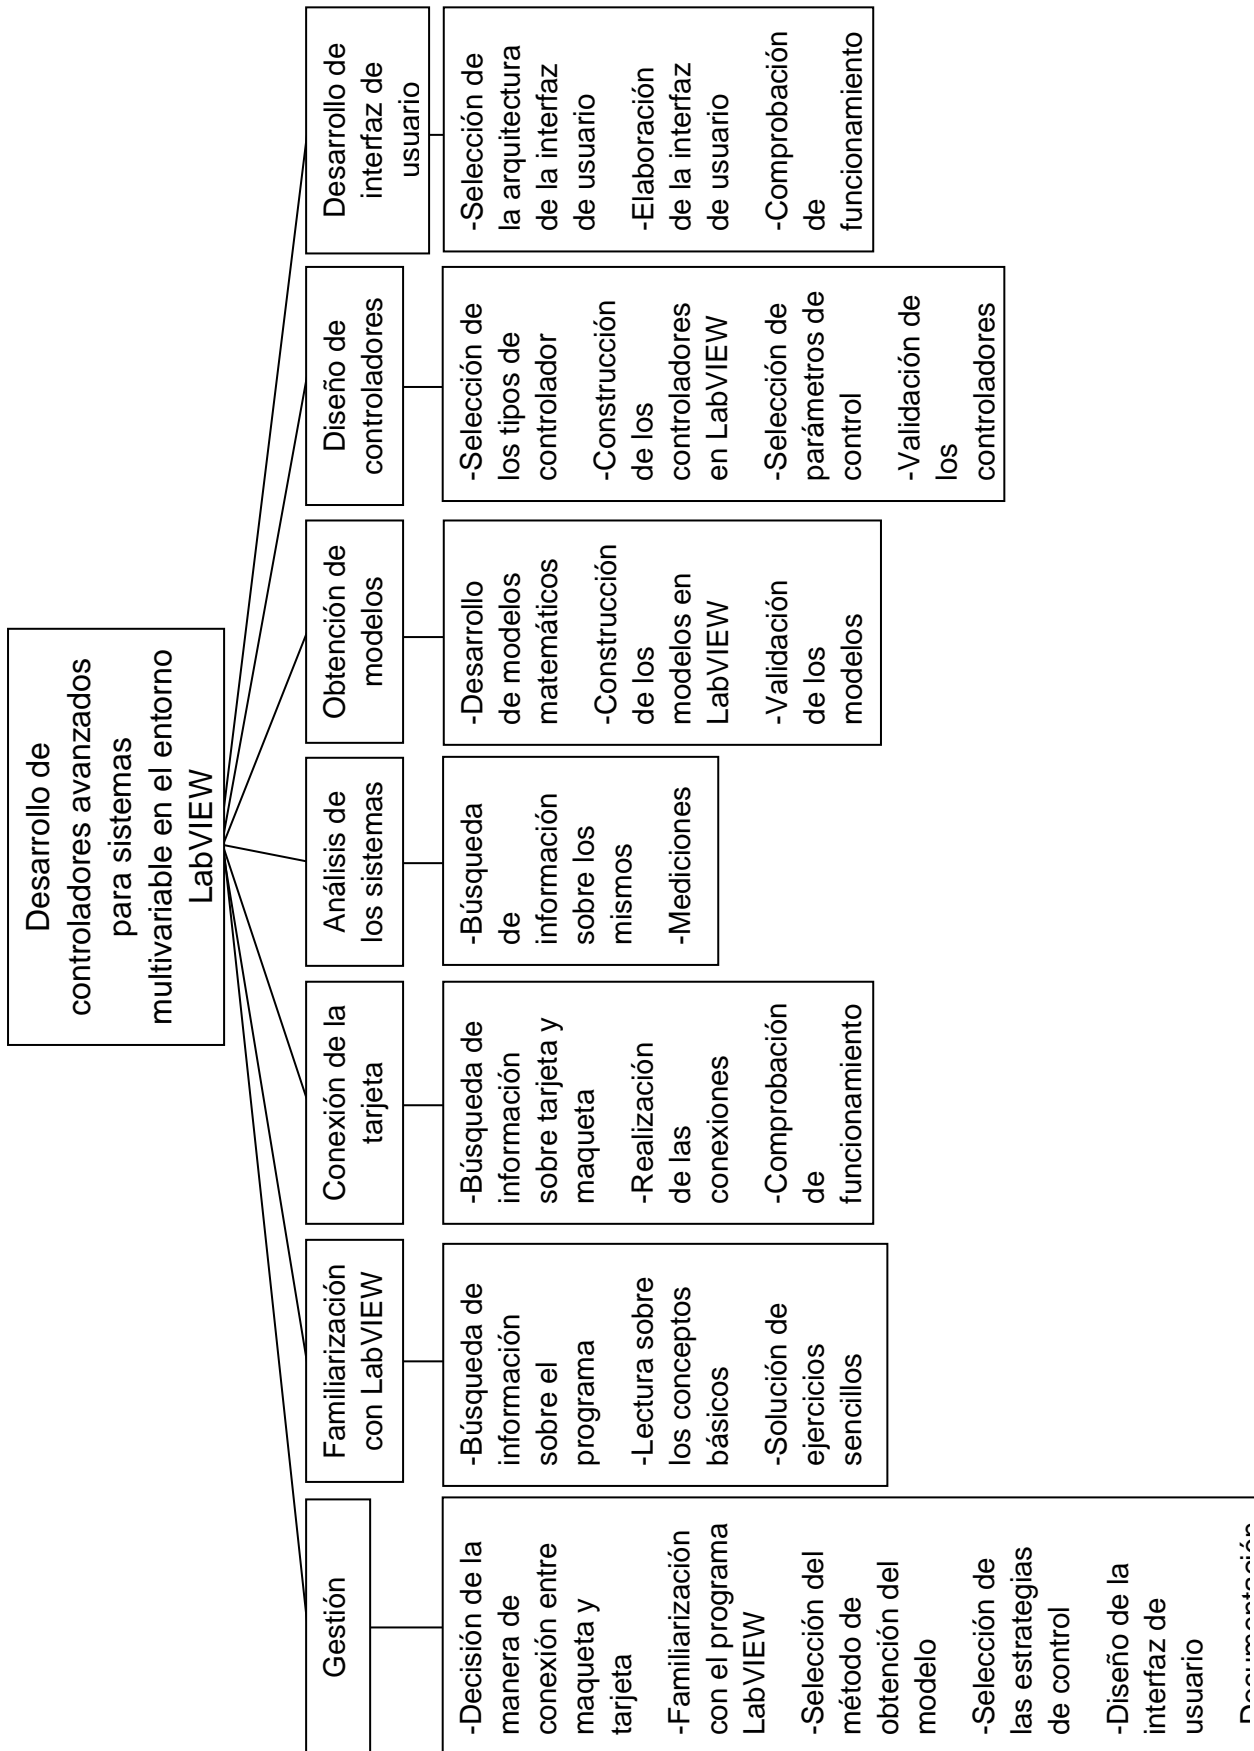 Desarrollo de
controladores avanzados
para sistemas
multivariable en el entorno
LabVIEW
Gestión
-Decisión de la
manera de
conexión entre
maqueta y
tarjeta
-Familiarización
con el programa
LabVIEW
-Selección del
método de
obtención del
modelo
-Selección de
las estrategias
de control
-Diseño de la
interfaz de
usuario
-Documentación
Familiarización
con LabVIEW
-Búsqueda de
información
sobre el
programa
-Lectura sobre
los conceptos
básicos
-Solución de
ejercicios
sencillos
Conexión de la
tarjeta
-Búsqueda de
información
sobre tarjeta y
maqueta
-Realización
de las
conexiones
-Comprobación
de
funcionamiento
Análisis de
los sistemas
-Búsqueda
de
información
sobre los
mismos
-Mediciones
Obtención de
modelos
-Desarrollo
de modelos
matemáticos
-Construcción
de los
modelos en
LabVIEW
-Validación
de los
modelos
Diseño de
controladores
-Selección de
los tipos de
controlador
-Construcción
de los
controladores
en LabVIEW
-Selección de
parámetros de
control
-Validación de
los
controladores
Desarrollo de
interfaz de
usuario
-Selección de
la arquitectura
de la interfaz
de usuario
-Elaboración
de la interfaz
de usuario
-Comprobación
de
funcionamiento